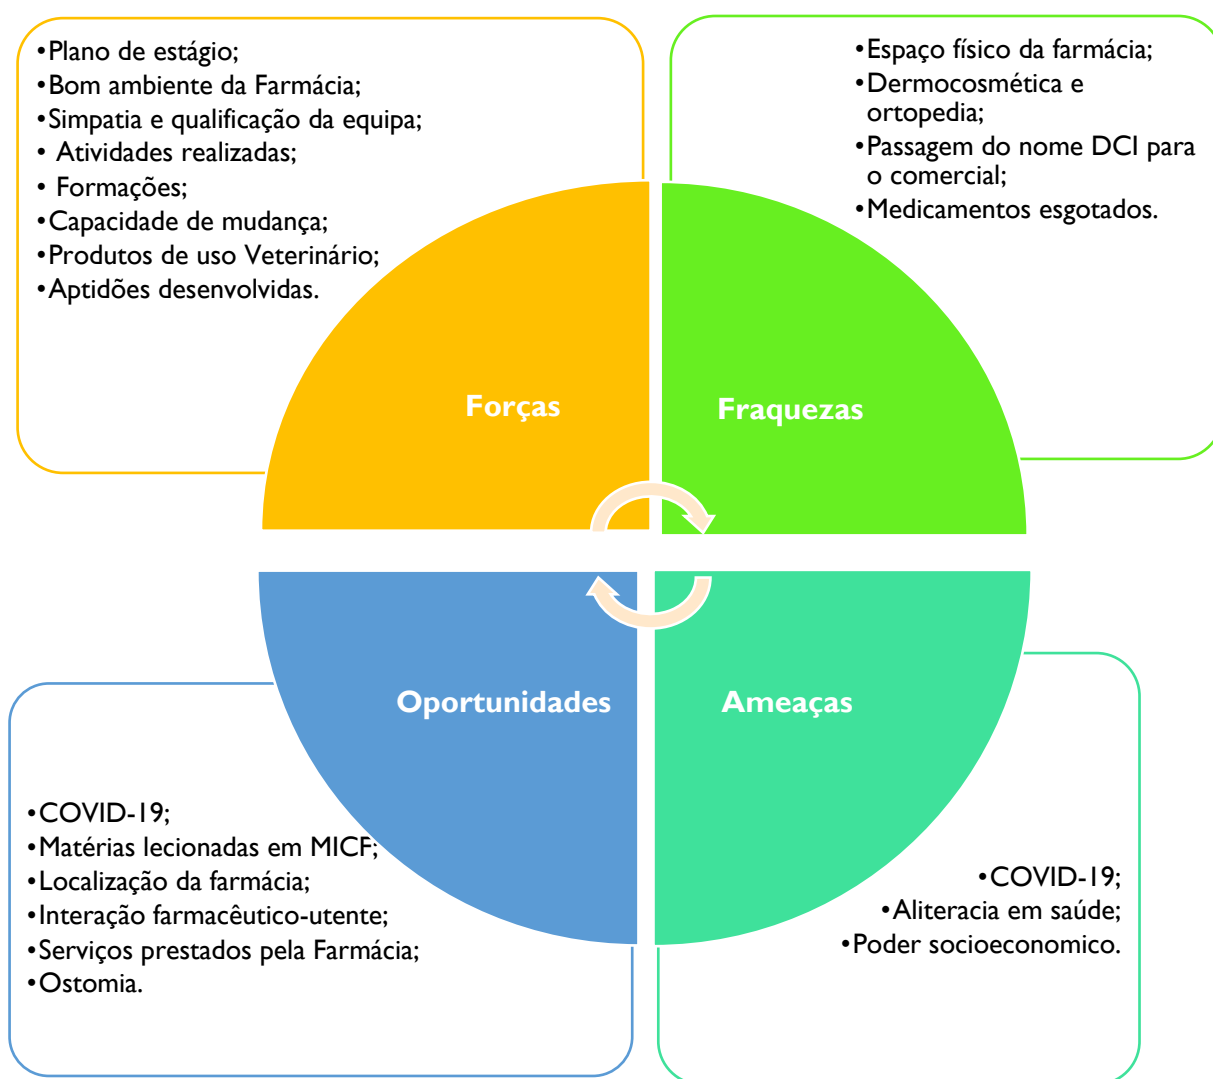 •Plano de estágio;
•Bom ambiente da Farmácia;
•Simpatia e qualificação da equipa;
• Atividades realizadas;
• Formações;
•Capacidade de mudança;
•Produtos de uso Veterinário;
•Aptidões desenvolvidas.
Forças
•Espaço físico da farmácia;
•Dermocosmética e
ortopedia;
•Passagem do nome DCI para
o comercial;
•Medicamentos esgotados.
Fraquezas
Oportunidades
•COVID-19;
•Matérias lecionadas em MICF;
•Localização da farmácia;
•Interação farmacêutico-utente;
•Serviços prestados pela Farmácia;
•Ostomia.
Ameaças
•COVID-19;
•Aliteracia em saúde;
•Poder socioeconomico.